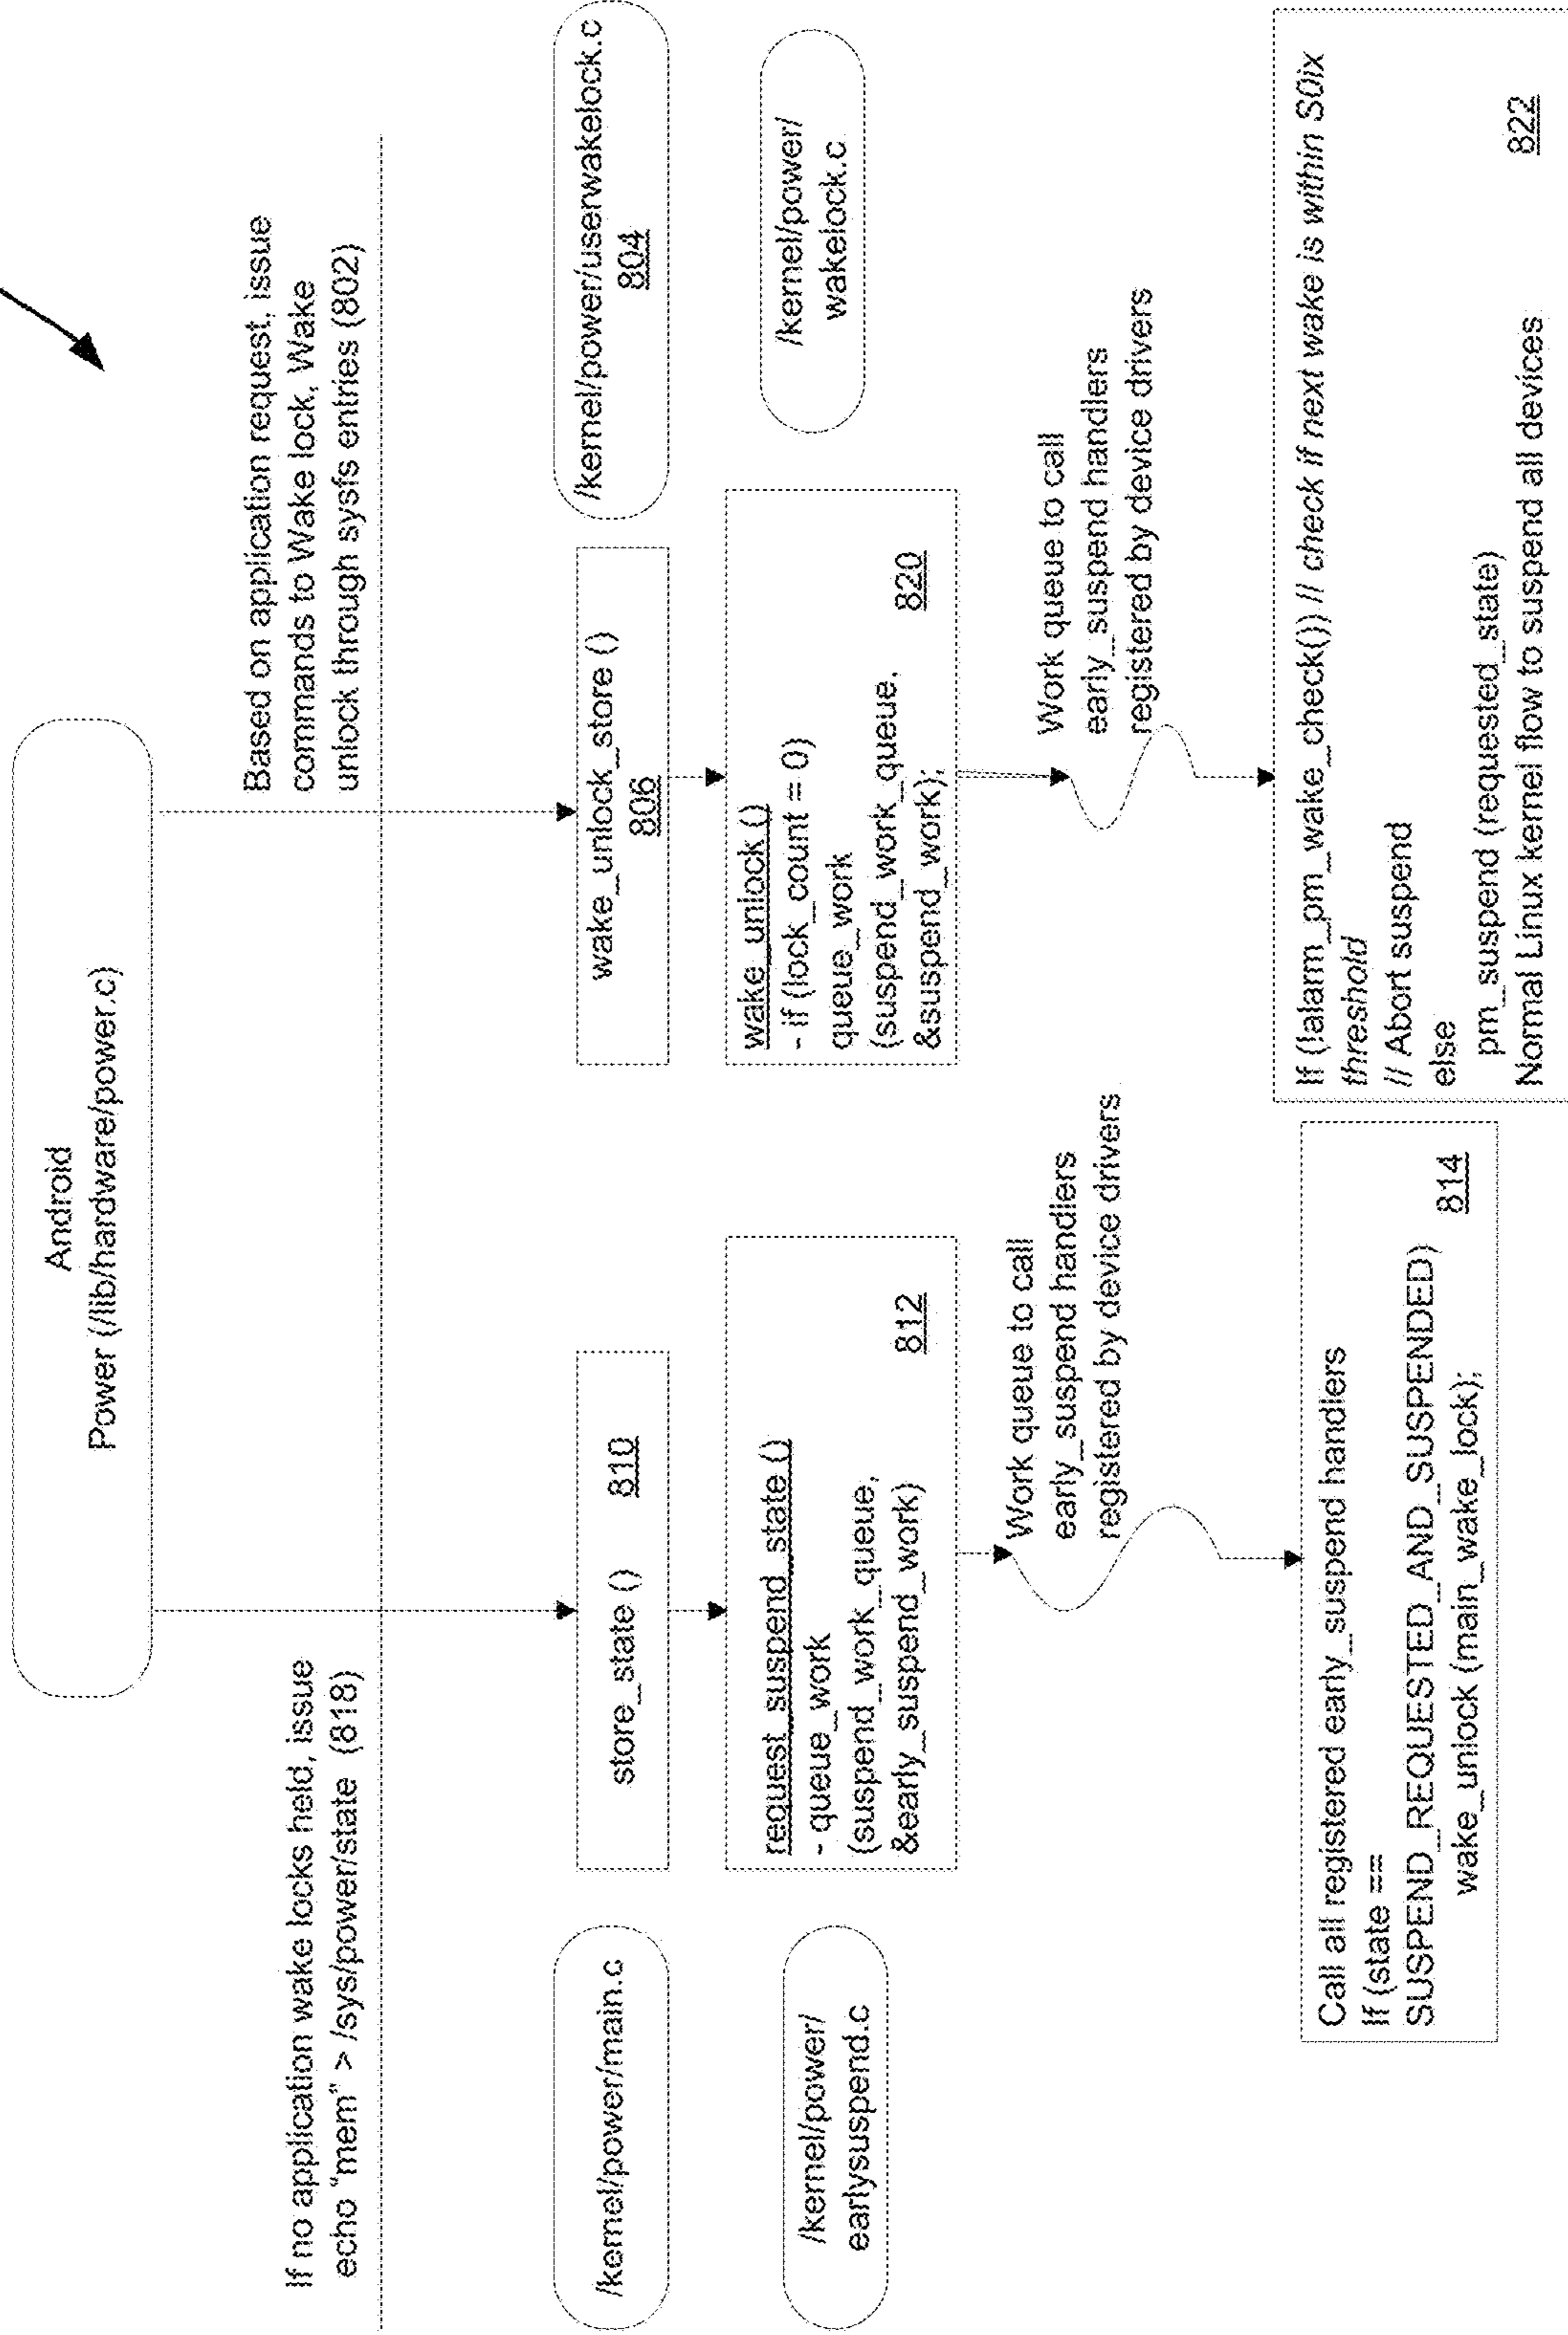 Android
Power (/lib/hardware/power.c)
If no application wake locks held, issue
echo "mem" > /sys/power/state (818)
Based on application request, issue
commands to Wake lock, Wake
unlock through sysfs entries (802)
/kernel/power/main.c
store_state () 810
wake_unlock_store ()
806
/kernel/power/userwakelock.c
804
/kernel/power/
earlysuspend.c
request_suspend_state ()
- queue_work
(suspend_work_queue,
&early_suspend_work)
812
wake_unlock ()
- if (lock_count = 0)
queue_work
(suspend_work_queue,
&suspend_work);
820
/kernel/power/
wakelock.c
Work queue to call
early_suspend handlers
registered by device drivers
Work queue to call
early_suspend handlers
registered by device drivers
Call all registered early_suspend handlers
If (state ==
SUSPEND_REQUESTED_AND_SUSPENDED)
wake_unlock (main_wake_lock);
814
If (!alarm_pm_wake_check()) // check if next wake is within S0ix
threshold
// Abort suspend
else
pm_suspend (requested_state)
Normal Linux kernel flow to suspend all devices
822